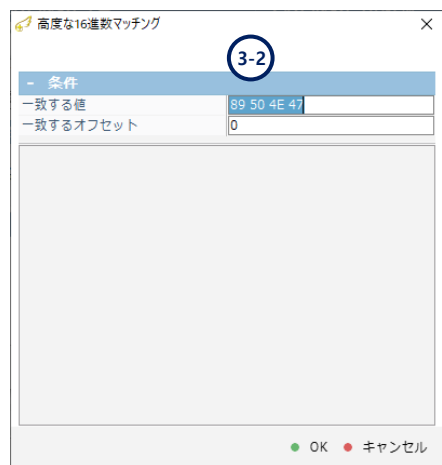 高度な16進数マッチング
3-2
- 条件
一致する値 89 50 4E 47
一致するオフセット 0
OK キャンセル